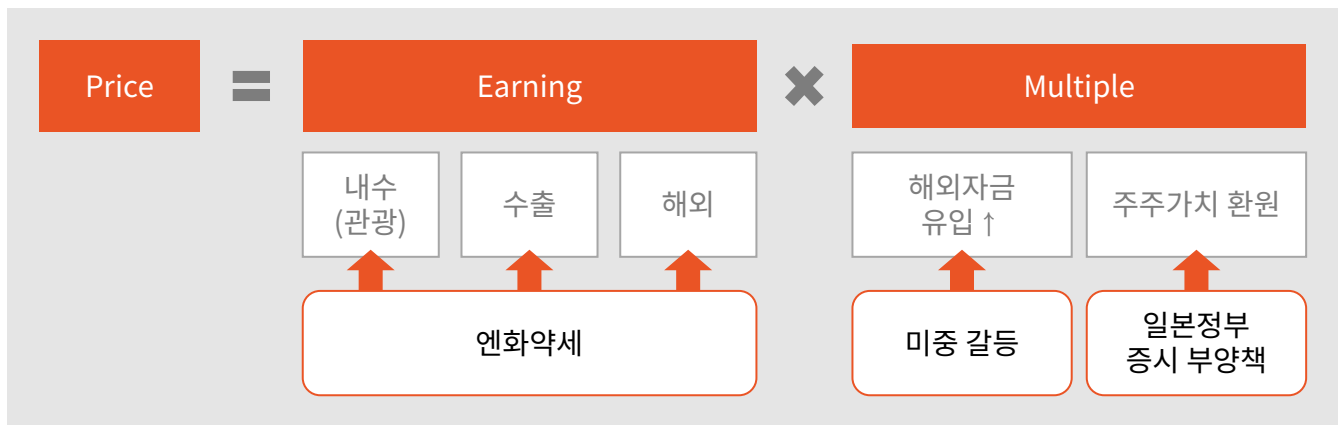 Price = Earning ✖ Multiple
내수
(관광)
수출
해외
해외자금
유입 ↑
주주가치 환원
엔화약세
미중 갈등
일본정부
증시 부양책